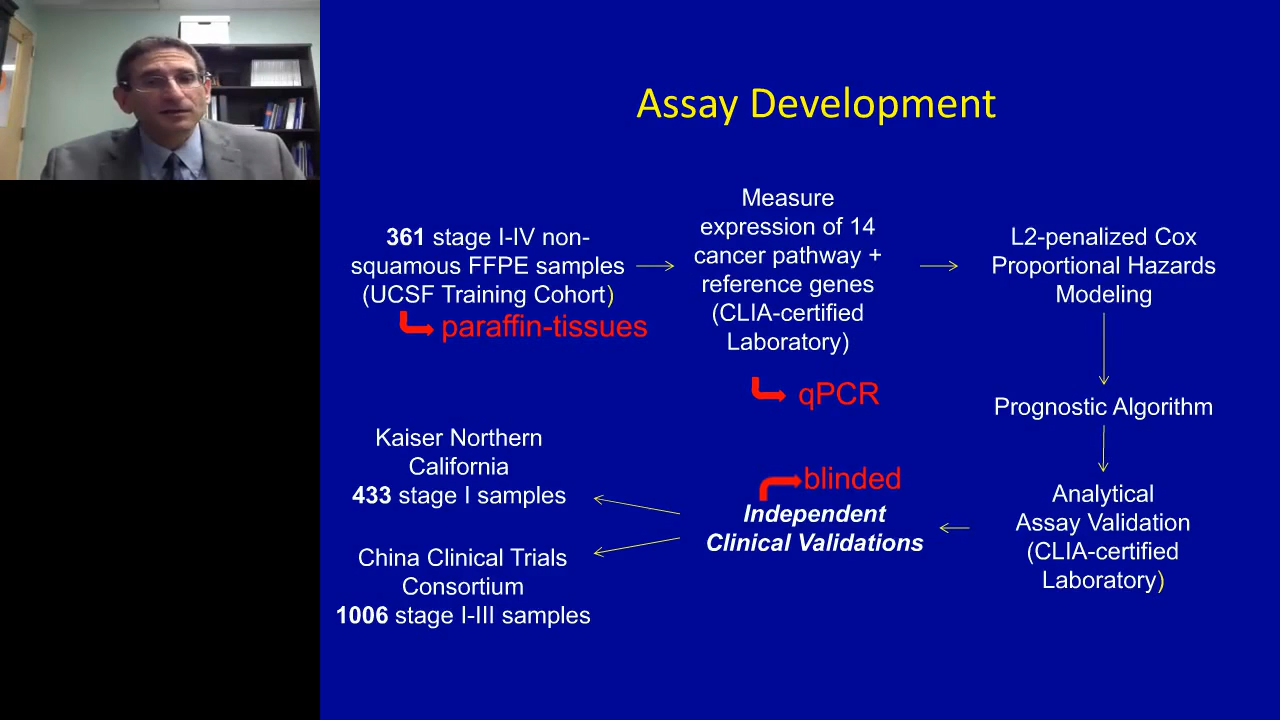 Assay Development
361 stage I-IV non-
squamous FFPE samples
(UCSF Training Cohort)
paraffin-tissues
Measure
expression of 14
cancer pathway +
reference genes
(CLIA-certified
Laboratory)
qPCR
L2-penalized Cox
Proportional Hazards
Modeling
Prognostic Algorithm
Analytical
Assay Validation
(CLIA-certified
Laboratory)
blinded
Independent
Clinical Validations
Kaiser Northern
California
433 stage I samples
China Clinical Trials
Consortium
1006 stage I-III samples